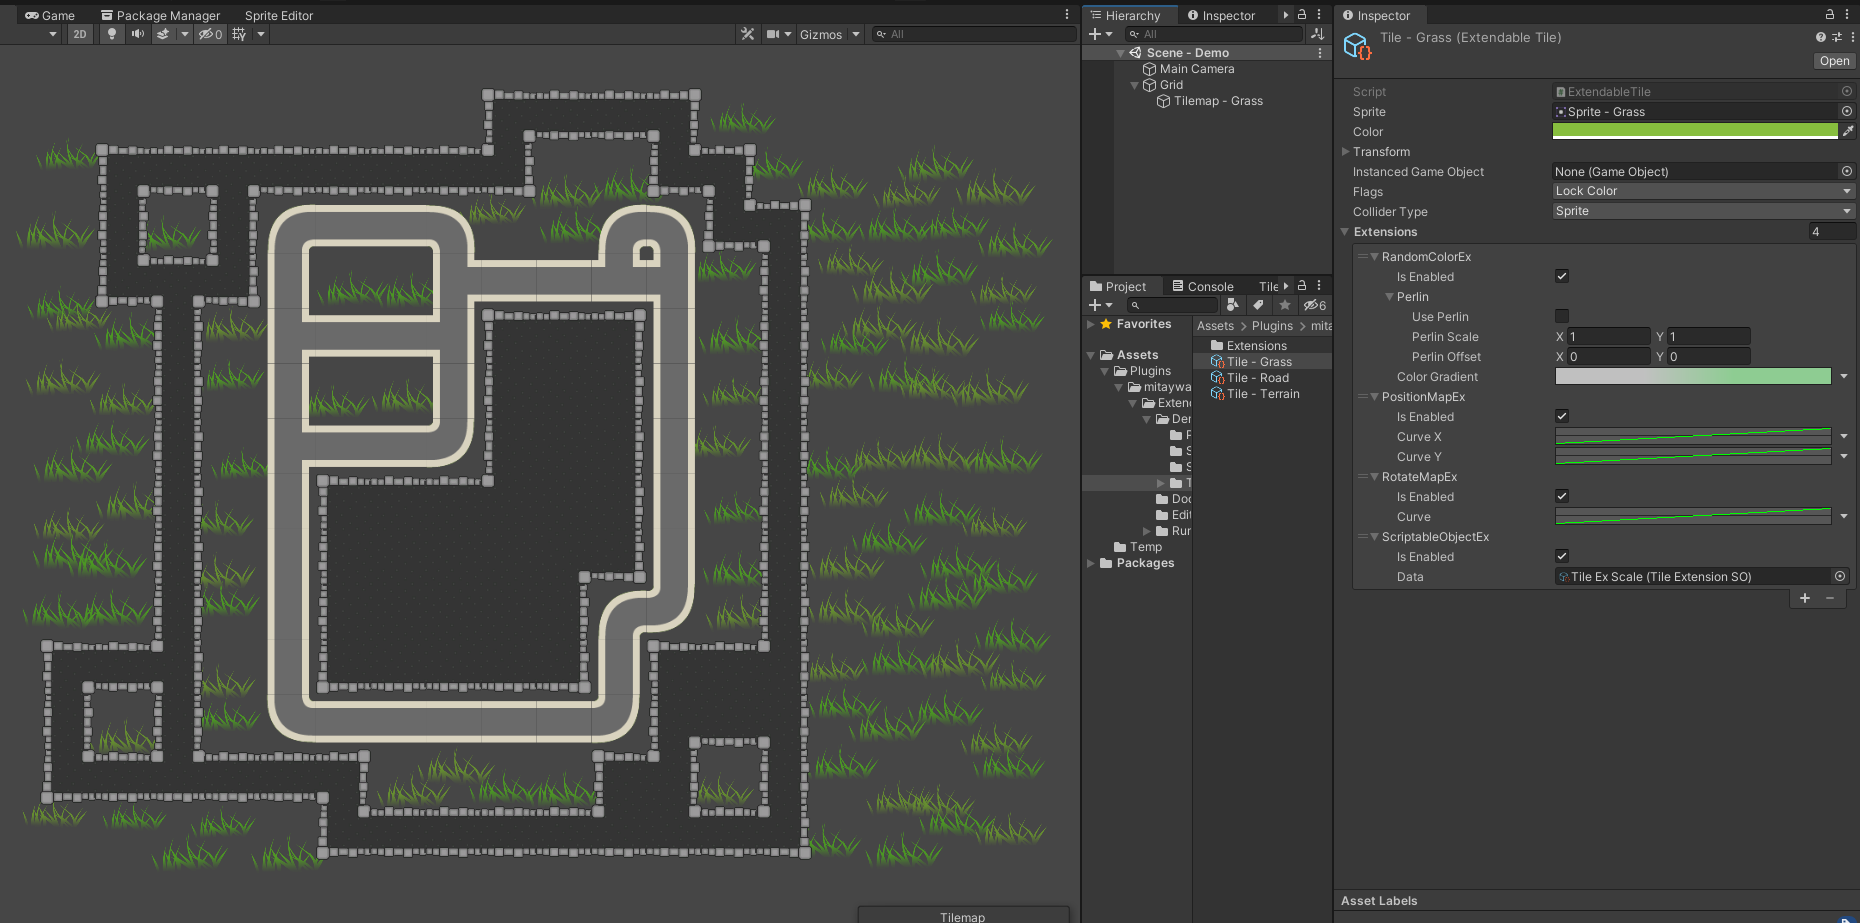 Game
Package Manager
Sprite Editor
2D
0
Gizmos
All
Tilemap
Hierarchy
Inspector
All
Scene - Demo
Main Camera
Grid
Tilemap - Grass
Project
Console
Tile
6
Favorites
Assets
Plugins
mitaywa
Exten
Der
P
S
S
T
Doc
Edit
Rur
Temp
Packages
Assets > Plugins > mita
Extensions
Tile - Grass
Tile - Road
Tile - Terrain
Inspector
Tile - Grass (Extendable Tile)
Open
Script ExtendableTile
Sprite Sprite - Grass
Color
Transform
Instanced Game Object None (Game Object)
Flags Lock Color
Collider Type Sprite
Extensions 4
RandomColorEx
Is Enabled
Perlin
Use Perlin
Perlin Scale X 1 Y 1
Perlin Offset X 0 Y 0
Color Gradient
PositionMapEx
Is Enabled
Curve X
Curve Y
RotateMapEx
Is Enabled
Curve
ScriptableObjectEx
Is Enabled
Data Tile Ex Scale (Tile Extension SO)
+ −
Asset Labels